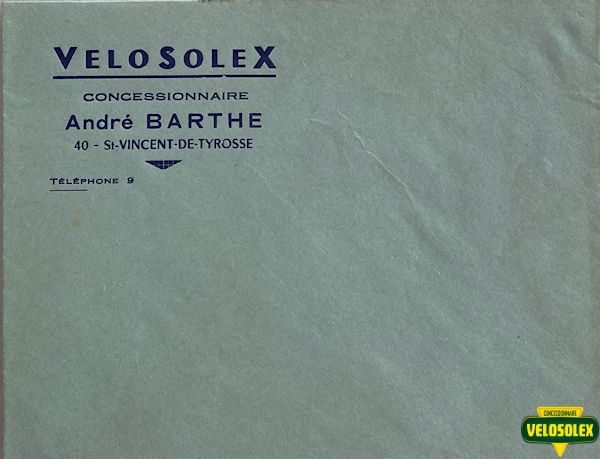 VELOSOLEX
CONCESSIONNAIRE
André BARTHE
40 - St-VINCENT-DE-TYROSSE
TÉLÉPHONE 9
CONCESSIONNAIRE
VELOSOLEX